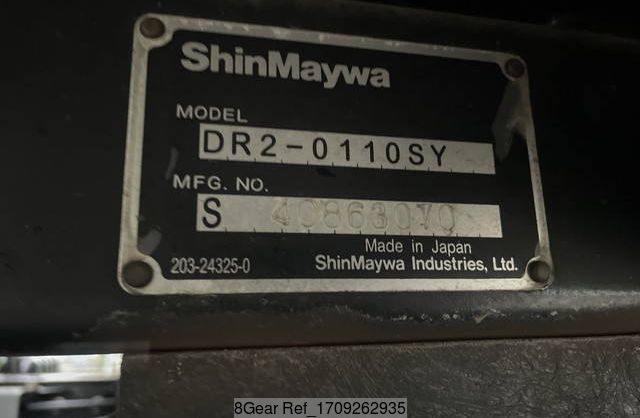 ShinMaywa
MODEL
DR2-0110SY
MFG. NO.
S 40863070
Made in Japan
203-24325-0 ShinMaywa Industries, Ltd.
8Gear Ref_1709262935